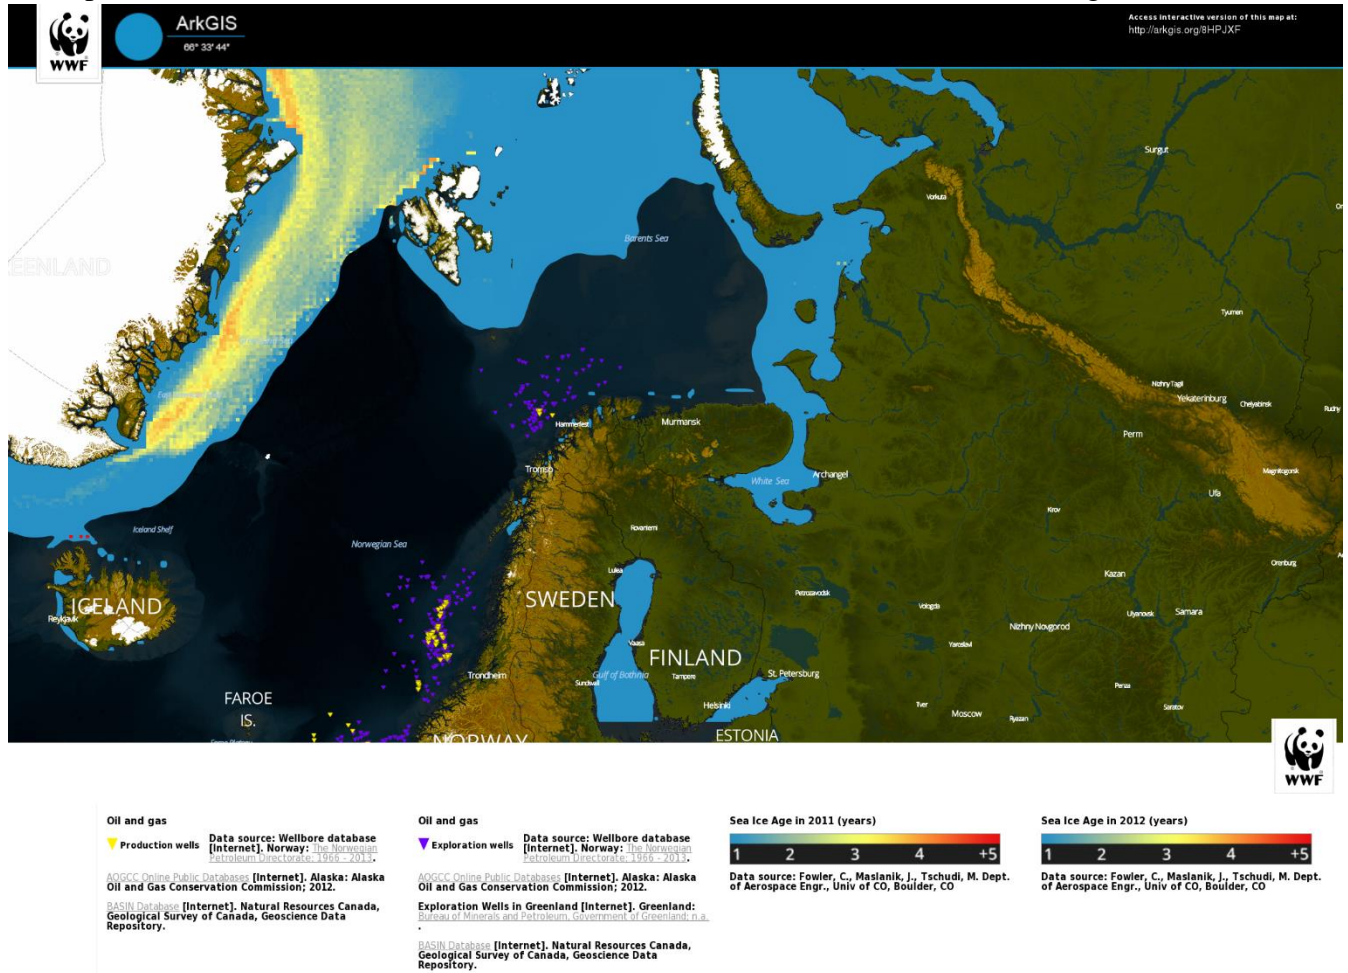 WWF
ArkGIS
66° 33' 44"
Access interactive version of this map at:
http://arkgis.org/8HPJXF
Surgut
Vorkuta
Barents Sea
Tyumen
Nizhny Tagil
Yekaterinburg
Chelyabinsk
Rudny
Hammerfest
Murmansk
Perm
Tromsø
Archangel
Magnitogorsk
White Sea
Ufa
Iceland Shelf
Rovaniemi
Kirov
Norwegian Sea
Orenburg
Lulea
Kazan
SWEDEN
Petrozavodsk
ICELAND
Vologda
Ulyanovsk
Samara
Reykjavik
Nizhny Novgorod
Vaasa
Yaroslavl
FINLAND
Trondheim
Gulf of Bothnia
Tampere
St. Petersburg
Sundsvall
Penza
FAROE
IS.
Helsinki
Tver
Moscow
Ryazan
Saratov
NORWAY
ESTONIA
WWF
Oil and gas
Production wells
Data source: Wellbore database
[Internet]. Norway: The Norwegian
Petroleum Directorate; 1966 - 2013.
AOGCC Online Public Databases [Internet]. Alaska: Alaska
Oil and Gas Conservation Commission; 2012.
BASIN Database [Internet]. Natural Resources Canada,
Geological Survey of Canada, Geoscience Data
Repository.
Oil and gas
Exploration wells
Data source: Wellbore database
[Internet]. Norway: The Norwegian
Petroleum Directorate; 1966 - 2013.
AOGCC Online Public Databases [Internet]. Alaska: Alaska
Oil and Gas Conservation Commission; 2012.
Exploration Wells in Greenland [Internet]. Greenland:
Bureau of Minerals and Petroleum, Government of Greenland; n.a.
.
BASIN Database [Internet]. Natural Resources Canada,
Geological Survey of Canada, Geoscience Data
Repository.
Sea Ice Age in 2011 (years)
1 2 3 4 +5
Data source: Fowler, C., Maslanik, J., Tschudi, M. Dept.
of Aerospace Engr., Univ of CO, Boulder, CO
Sea Ice Age in 2012 (years)
1 2 3 4 +5
Data source: Fowler, C., Maslanik, J., Tschudi, M. Dept.
of Aerospace Engr., Univ of CO, Boulder, CO